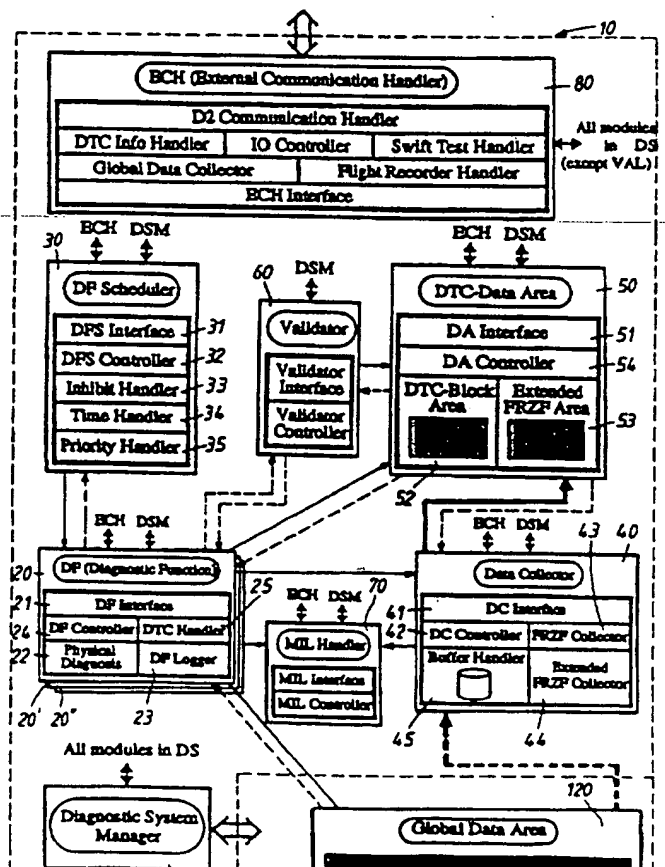 10
ECH (External Communication Handler)
80
D2 Communication Handler
DTC Info Handler IO Controller Swift Test Handler
Global Data Collector Flight Recorder Handler
ECH Interface
All modules
in DS
(except VAL)
ECH DSM
30
DF Scheduler
DFS Interface 31
DFS Controller 32
Inhibit Handler 33
Time Handler 34
Priority Handler 35
DSM
60
Validator
Validator
Interface
Validator
Controller
ECH DSM
50
DTC-Data Area
DA Interface 51
DA Controller 54
DTC-Block
Area
Extended
FRZF Area
53
52
ECH DSM
20
DF (Diagnostic Function)
25
21 DF Interface
24 DF Controller DTC Handler
22 Physical
Diagnosis
DF Logger
20' 20" 23
ECH DSM
70
MIL Handler
MIL Interface
MIL Controller
ECH DSM
43
40
Data Collector
41 DC Interface
42 DC Controller FRZF Collector
Buffer Handler
Extended
FRZF Collector
45 44
All modules in DS
Diagnostic System
Manager
120
Global Data Area